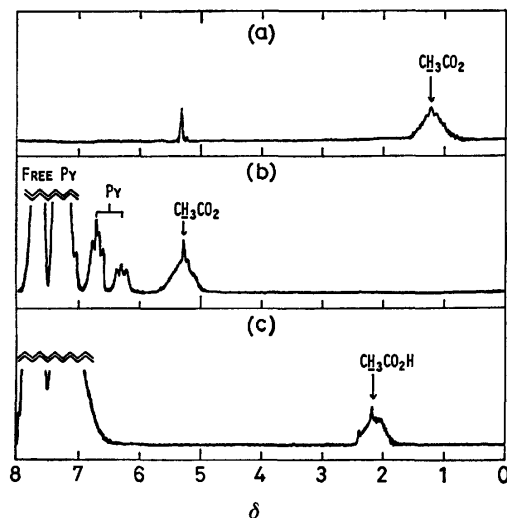 (a)
CH3CO2
(b)
FREE PY
PY
CH3CO2
(c)
CH3CO2H
8 7 6 5 4 3 2 1 0
δ